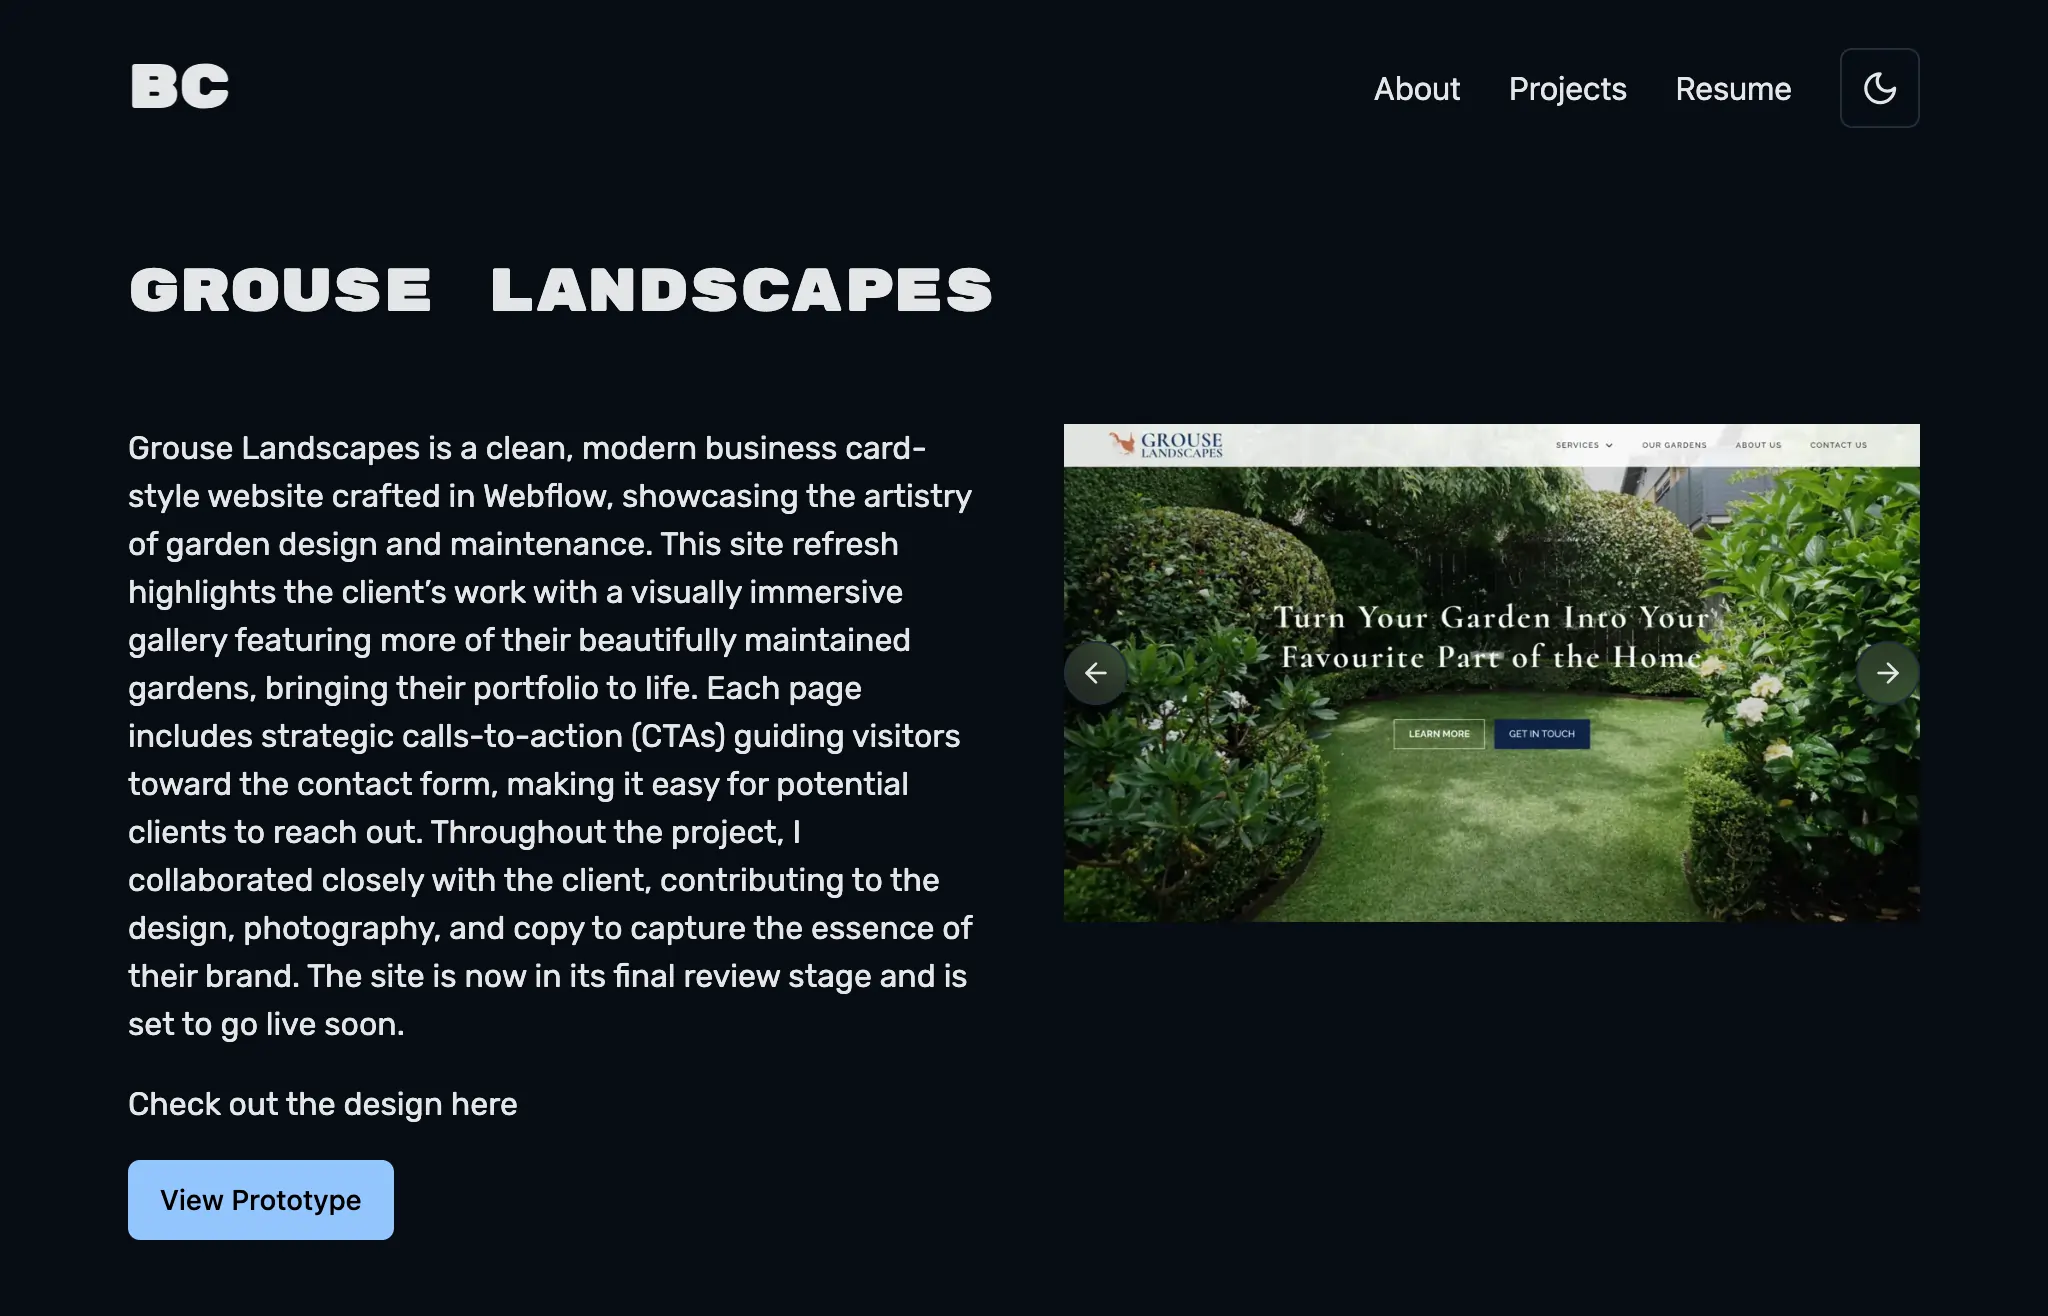 BC
About
Projects
Resume
GROUSE LANDSCAPES
Grouse Landscapes is a clean, modern business card-
style website crafted in Webflow, showcasing the artistry
of garden design and maintenance. This site refresh
highlights the client’s work with a visually immersive
gallery featuring more of their beautifully maintained
gardens, bringing their portfolio to life. Each page
includes strategic calls-to-action (CTAs) guiding visitors
toward the contact form, making it easy for potential
clients to reach out. Throughout the project, I
collaborated closely with the client, contributing to the
design, photography, and copy to capture the essence of
their brand. The site is now in its final review stage and is
set to go live soon.
Check out the design here
View Prototype
GROUSE
LANDSCAPES
SERVICES
OUR GARDENS
ABOUT US
CONTACT US
Turn Your Garden Into Your
Favourite Part of the Home
LEARN MORE
GET IN TOUCH